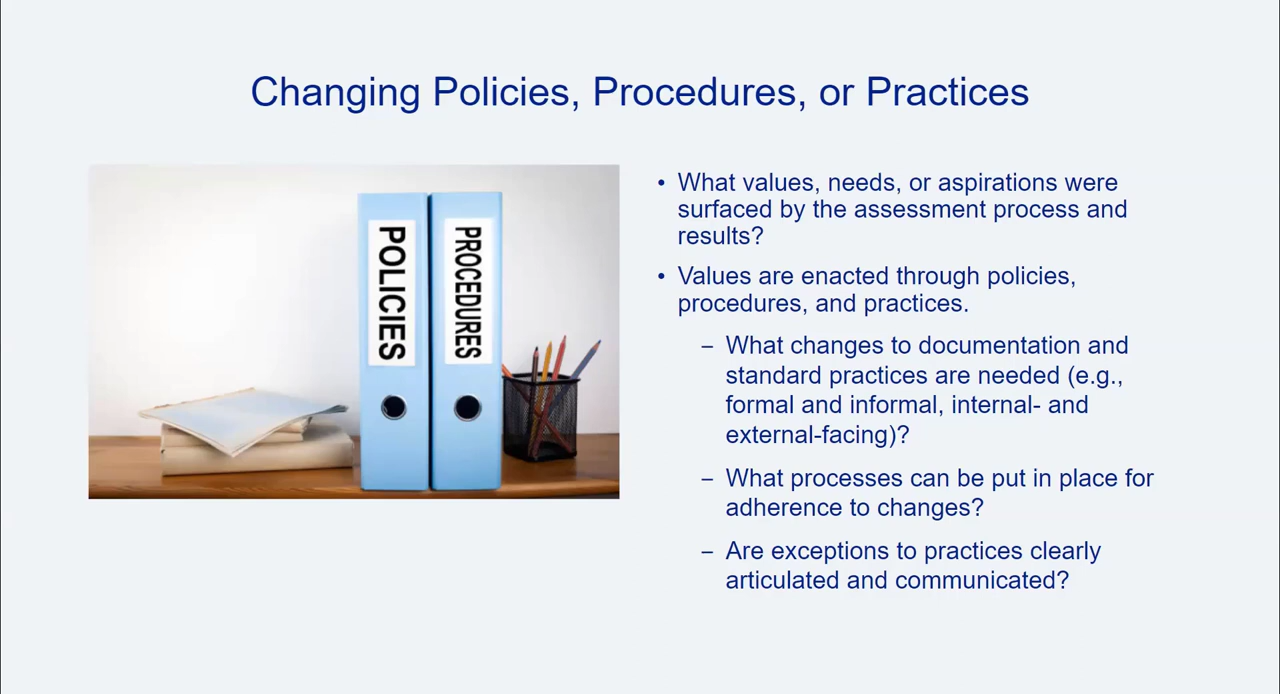 Changing Policies, Procedures, or Practices
POLICIES
PROCEDURES
• What values, needs, or aspirations were
surfaced by the assessment process and
results?
• Values are enacted through policies,
procedures, and practices.
– What changes to documentation and
standard practices are needed (e.g.,
formal and informal, internal- and
external-facing)?
– What processes can be put in place for
adherence to changes?
– Are exceptions to practices clearly
articulated and communicated?